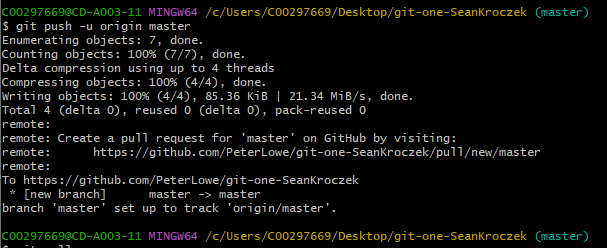 C00297669@CD-A003-11 MINGW64 /c/Users/C00297669/Desktop/git-one-SeanKroczek (master)
$ git push -u origin master
Enumerating objects: 7, done.
Counting objects: 100% (7/7), done.
Delta compression using up to 4 threads
Compressing objects: 100% (4/4), done.
Writing objects: 100% (4/4), 85.36 KiB | 21.34 MiB/s, done.
Total 4 (delta 0), reused 0 (delta 0), pack-reused 0
remote:
remote: Create a pull request for 'master' on GitHub by visiting:
remote:      https://github.com/PeterLowe/git-one-SeanKroczek/pull/new/master
remote:
To https://github.com/PeterLowe/git-one-SeanKroczek
 * [new branch]      master -> master
branch 'master' set up to track 'origin/master'.
C00297669@CD-A003-11 MINGW64 /c/Users/C00297669/Desktop/git-one-SeanKroczek (master)